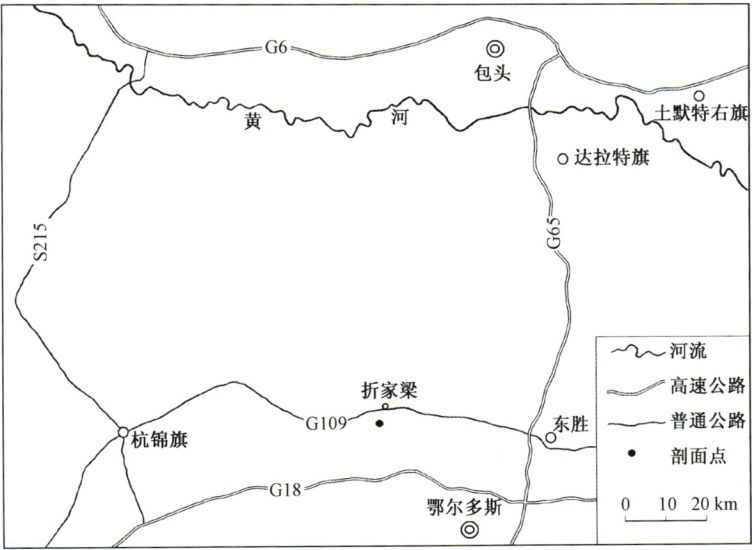 G6
包头
黄
河
土默特右旗
达拉特旗
S215
G65
折家梁
G109
杭锦旗
东胜
G18
鄂尔多斯
河流
高速公路
普通公路
剖面点
0 10 20 km